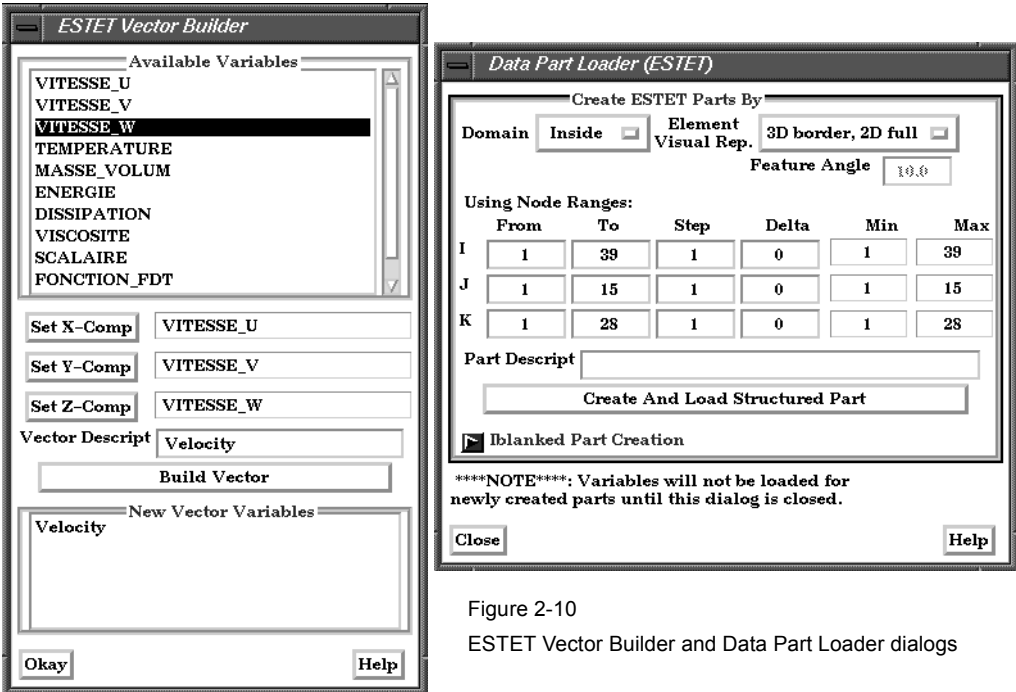 ESTET Vector Builder
Available Variables
VITESSE_U
VITESSE_V
VITESSE_W
TEMPERATURE
MASSE_VOLUM
ENERGIE
DISSIPATION
VISCOSITE
SCALAIRE
FONCTION_FDT
Set X-Comp VITESSE_U
Set Y-Comp VITESSE_V
Set Z-Comp VITESSE_W
Vector Descript Velocity
Build Vector
New Vector Variables
Velocity
Okay Help
Data Part Loader (ESTET)
Create ESTET Parts By
Domain Inside Element Visual Rep. 3D border, 2D full
Feature Angle 10.0
Using Node Ranges:
From To Step Delta Min Max
I 1 39 1 0 1 39
J 1 15 1 0 1 15
K 1 28 1 0 1 28
Part Descript
Create And Load Structured Part
Iblanked Part Creation
****NOTE****: Variables will not be loaded for
newly created parts until this dialog is closed.
Close Help
Figure 2-10
ESTET Vector Builder and Data Part Loader dialogs